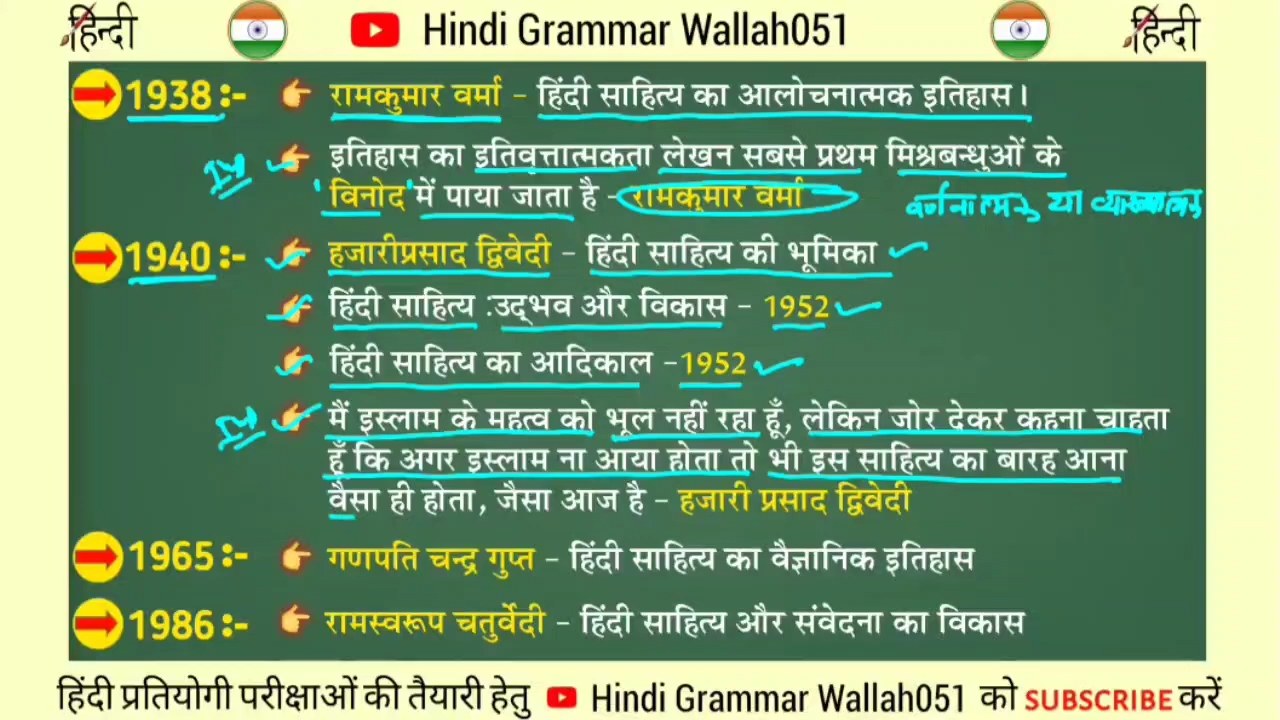 हिन्दी Hindi Grammar Wallah051 हिन्दी
1938 :- रामकुमार वर्मा – हिंदी साहित्य का आलोचनात्मक इतिहास।
Imp इतिहास का इतिवृत्तात्मकता लेखन सबसे प्रथम मिश्रबन्धुओं के
'विनोद' में पाया जाता है – रामकुमार वर्मा वर्णनात्मक या व्याख्यात्मक
1940 :- हजारीप्रसाद द्विवेदी – हिंदी साहित्य की भूमिका
हिंदी साहित्य :उद्भव और विकास – 1952
हिंदी साहित्य का आदिकाल –1952
Imp मैं इस्लाम के महत्व को भूल नहीं रहा हूँ, लेकिन जोर देकर कहना चाहता
हूँ कि अगर इस्लाम ना आया होता तो भी इस साहित्य का बारह आना
वैसा ही होता, जैसा आज है – हजारी प्रसाद द्विवेदी
1965 :- गणपति चन्द्र गुप्त – हिंदी साहित्य का वैज्ञानिक इतिहास
1986 :- रामस्वरूप चतुर्वेदी – हिंदी साहित्य और संवेदना का विकास
हिंदी प्रतियोगी परीक्षाओं की तैयारी हेतु Hindi Grammar Wallah051 को SUBSCRIBE करें